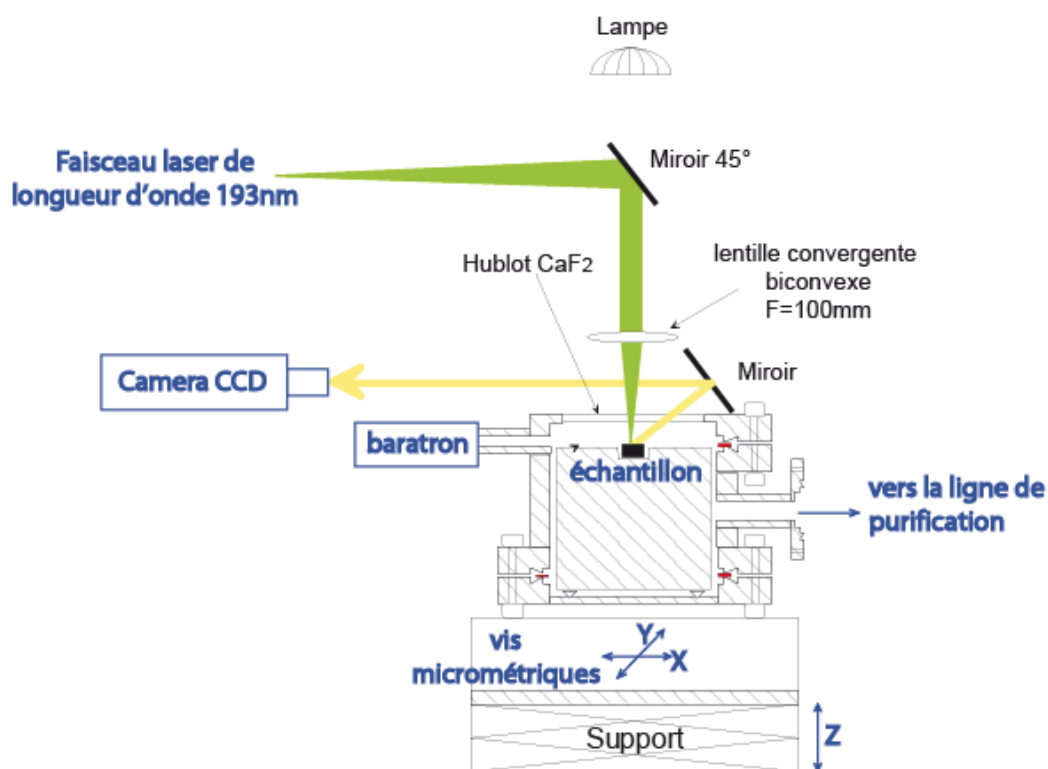 Lampe
Miroir 45°
Faisceau laser de
longueur d'onde 193nm
Hublot CaF2
lentille convergente
biconvexe
F=100mm
Camera CCD
Miroir
baratron
échantillon
vers la ligne de
purification
vis
micrométriques
Y
X
Support
Z